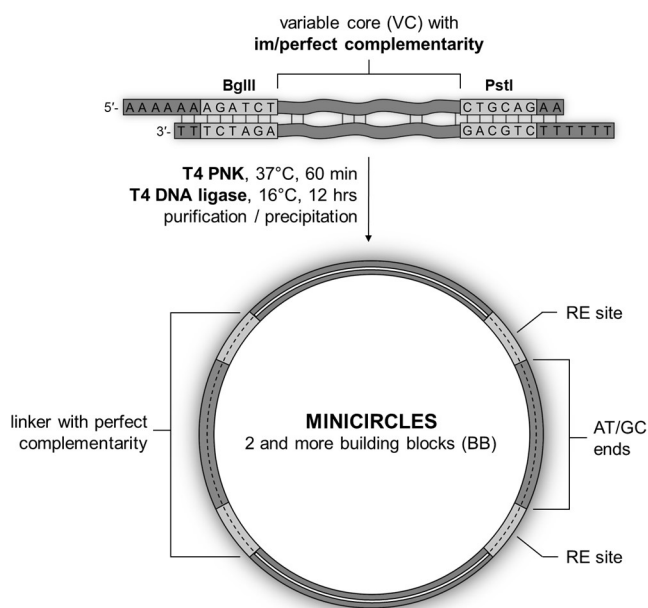 variable core (VC) with
im/perfect complementarity
BglII
PstI
5′- AAAAAAAGATCT CTGCAGAA
3′- TTTCTAGA GACGTCTTTTTT
T4 PNK, 37°C, 60 min
T4 DNA ligase, 16°C, 12 hrs
purification / precipitation
RE site
linker with perfect
complementarity
MINICIRCLES
2 and more building blocks (BB)
AT/GC
ends
RE site